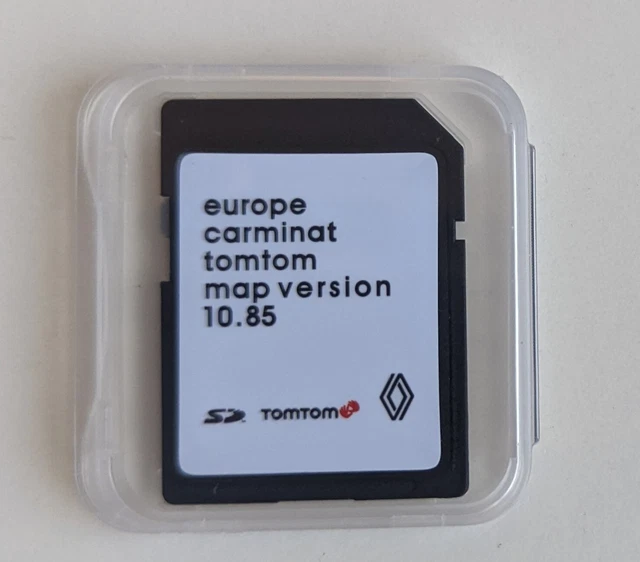 europe
carminat
tomtom
map version
10.85
SD TOMTOM